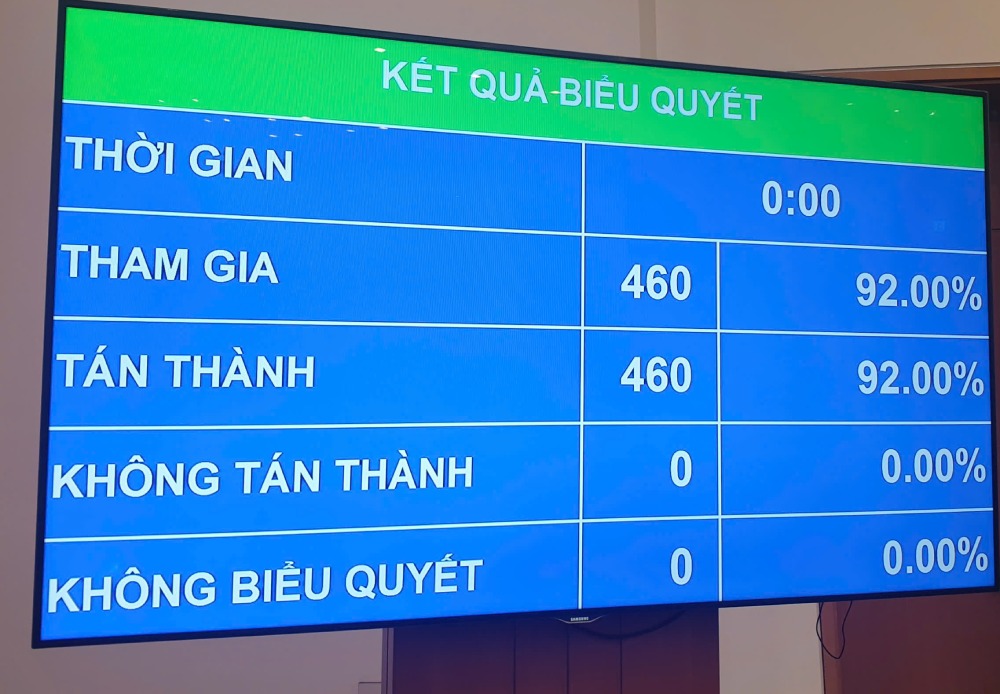 KẾT QUẢ BIỂU QUYẾT
THỜI GIAN 0:00
THAM GIA 460 92.00%
TÁN THÀNH 460 92.00%
KHÔNG TÁN THÀNH 0 0.00%
KHÔNG BIỂU QUYẾT 0 0.00%
SAMSUNG